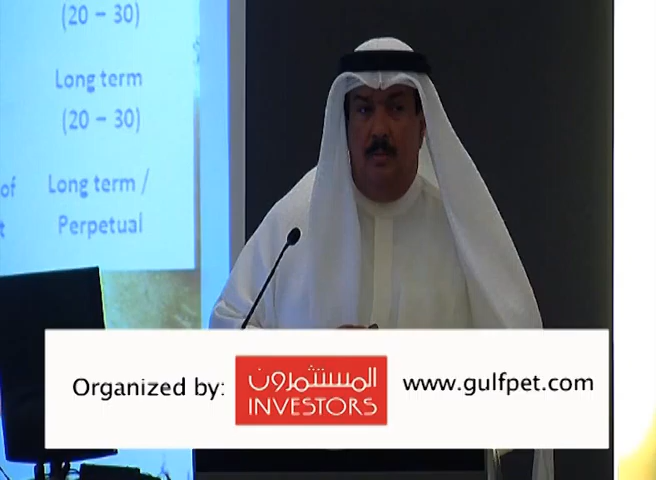 (20 – 30)
Long term
(20 – 30)
of
Long term /
Perpetual
Organized by:
المستثمرون
INVESTORS
www.gulfpet.com